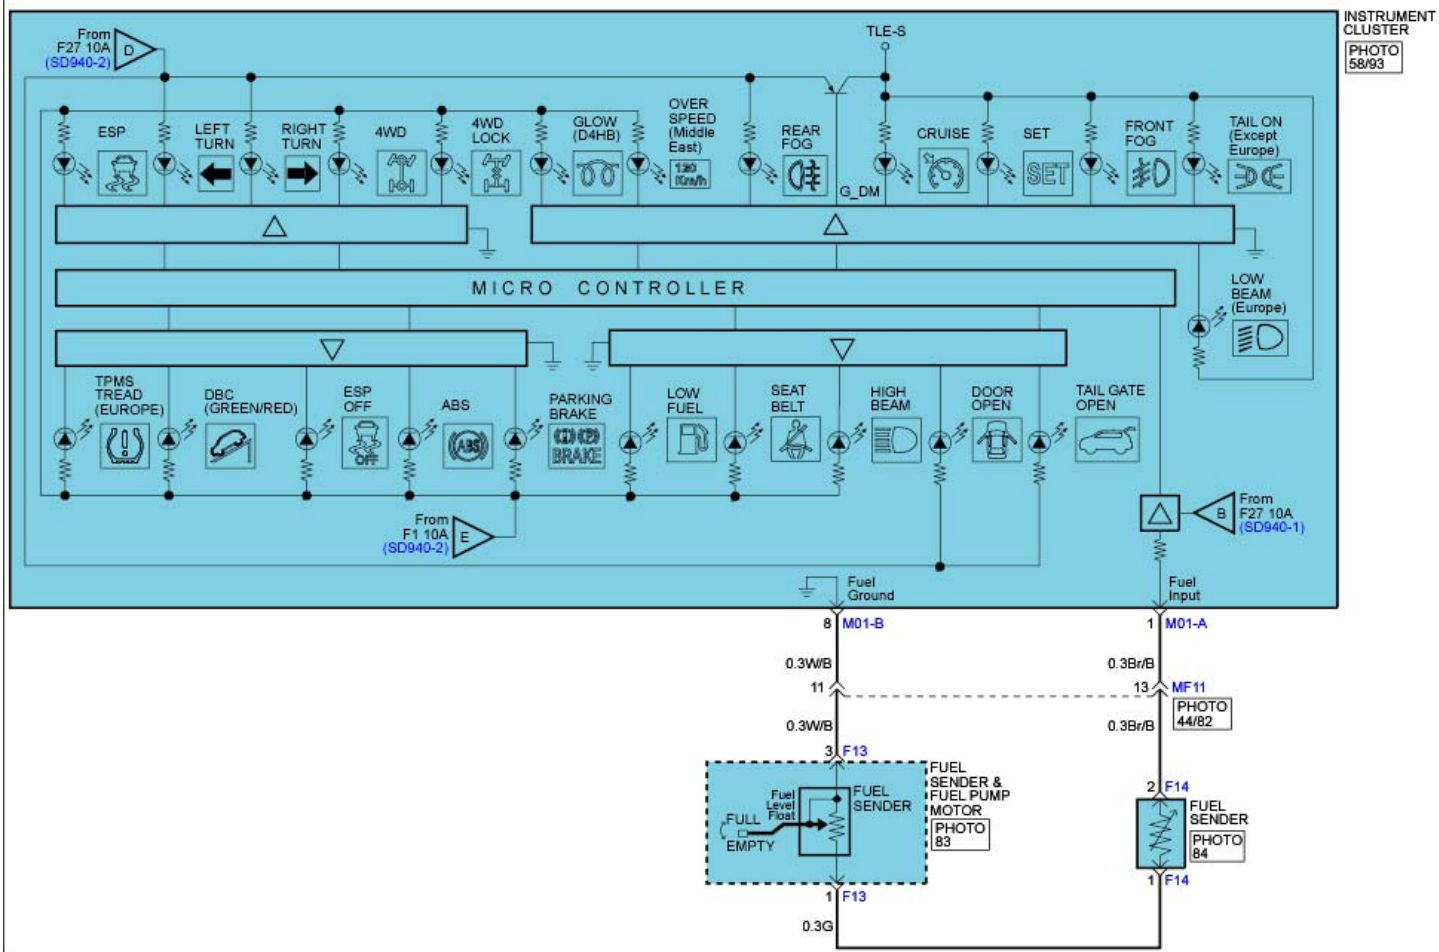 INSTRUMENT
CLUSTER
PHOTO
58/93
From
F27 10A
(SD940-2)
D
TLE-S
ESP
LEFT
TURN
RIGHT
TURN
4WD
4WD
LOCK
GLOW
(D4HB)
OVER
SPEED
(Middle
East)
120
Km/h
REAR
FOG
CRUISE
SET
SET
FRONT
FOG
TAIL ON
(Except
Europe)
G_DM
MICRO CONTROLLER
LOW
BEAM
(Europe)
TPMS
TREAD
(EUROPE)
DBC
(GREEN/RED)
ESP
OFF
OFF
ABS
ABS
PARKING
BRAKE
(!) (P)
BRAKE
LOW
FUEL
SEAT
BELT
HIGH
BEAM
DOOR
OPEN
TAIL GATE
OPEN
From
F1 10A
(SD940-2)
E
B
From
F27 10A
(SD940-1)
Fuel
Ground
Fuel
Input
8 M01-B
1 M01-A
0.3W/B
0.3Br/B
11
13 MF11
PHOTO
44/82
0.3W/B
0.3Br/B
3 F13
FUEL
SENDER &
FUEL PUMP
MOTOR
PHOTO
83
Fuel
Level
Float
FUEL
SENDER
FULL
EMPTY
2 F14
FUEL
SENDER
PHOTO
84
1 F14
1 F13
0.3G